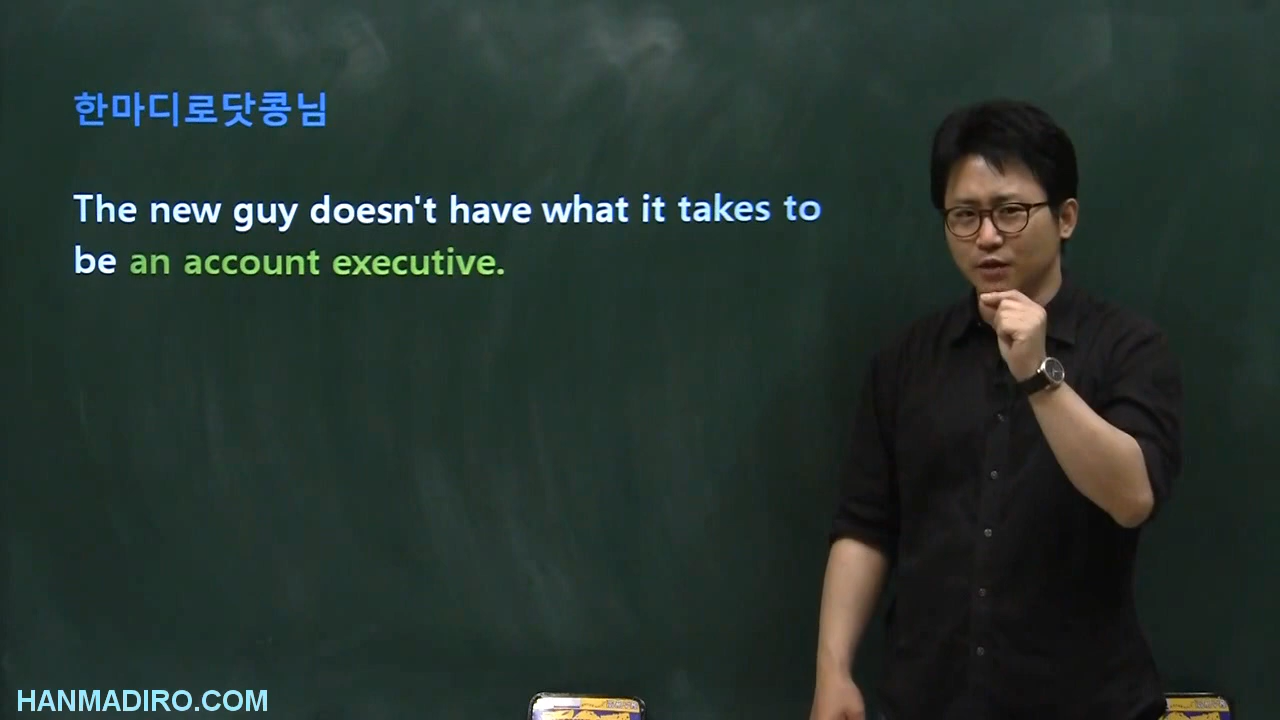 한마디로닷콩님
The new guy doesn't have what it takes to
be an account executive.
HANMADIRO.COM